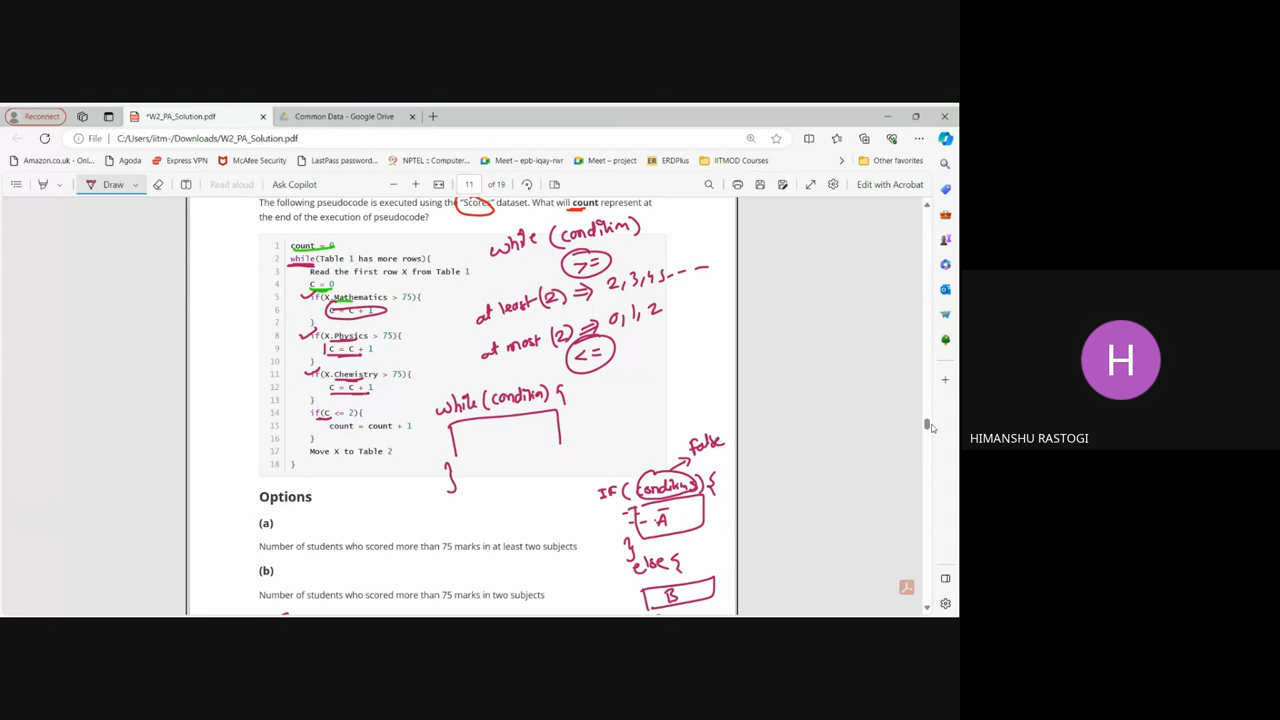 Reconnect
*W2_PA_Solution.pdf
Common Data - Google Drive
File
C:/Users/iitm-/Downloads/W2_PA_Solution.pdf
Amazon.co.uk - Onl...
Agoda
Express VPN
McAfee Security
LastPass password...
NPTEL :: Computer...
Meet – epb-iqay-rwr
Meet – project
ERDPlus
IITMOD Courses
Other favorites
Draw
Read aloud
Ask Copilot
11
of 19
Edit with Acrobat
The following pseudocode is executed using the "Scores" dataset. What will count represent at
the end of the execution of pseudocode?
1 count = 0
2 while(Table 1 has more rows){
3 Read the first row X from Table 1
4 C = 0
5 if(X.Mathematics > 75){
6 C = C + 1
7 }
8 if(X.Physics > 75){
9 C = C + 1
10 }
11 if(X.Chemistry > 75){
12 C = C + 1
13 }
14 if(C <= 2){
15 count = count + 1
16 }
17 Move X to Table 2
18 }
while (condition)
>=
at least (2) => 2, 3, 4, 5 - - -
at most (2) => 0, 1, 2
<=
while (condition) {
}
false
IF ( conditions ) {
A
}
else {
B
Options
(a)
Number of students who scored more than 75 marks in at least two subjects
(b)
Number of students who scored more than 75 marks in two subjects
H
HIMANSHU RASTOGI